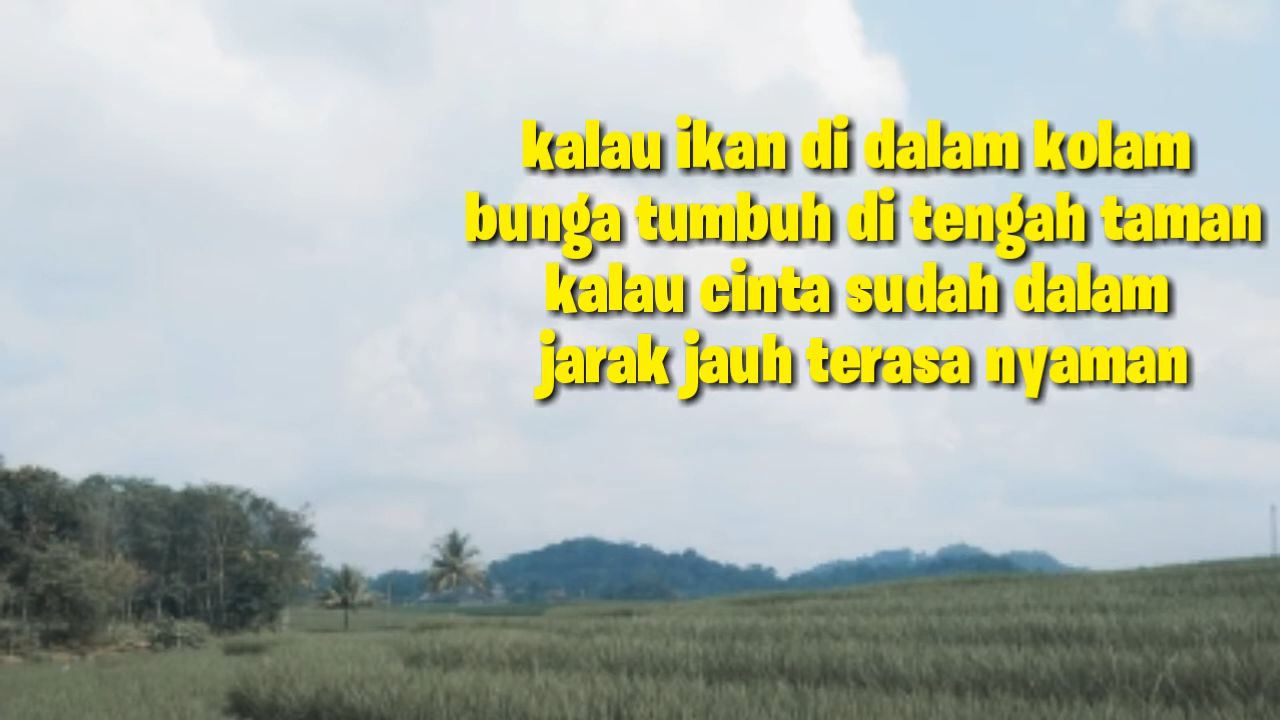 kalau ikan di dalam kolam
bunga tumbuh di tengah taman
kalau cinta sudah dalam
jarak jauh terasa nyaman